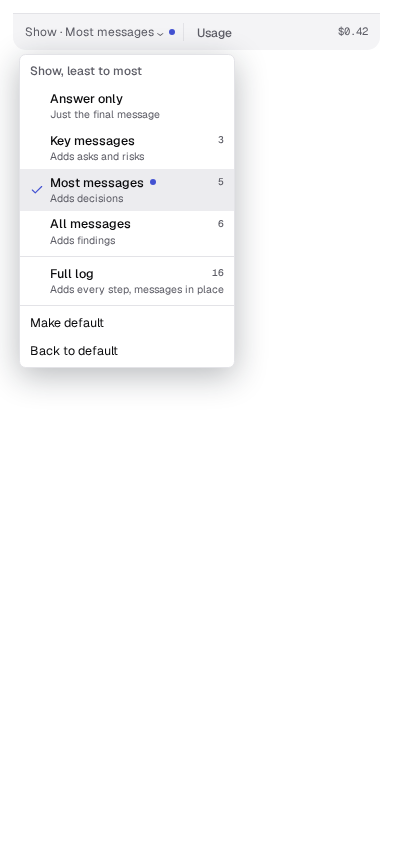 Show · Most messages
Usage
$0.42
Show, least to most
Answer only
Just the final message
Key messages
3
Adds asks and risks
Most messages
5
Adds decisions
All messages
6
Adds findings
Full log
16
Adds every step, messages in place
Make default
Back to default